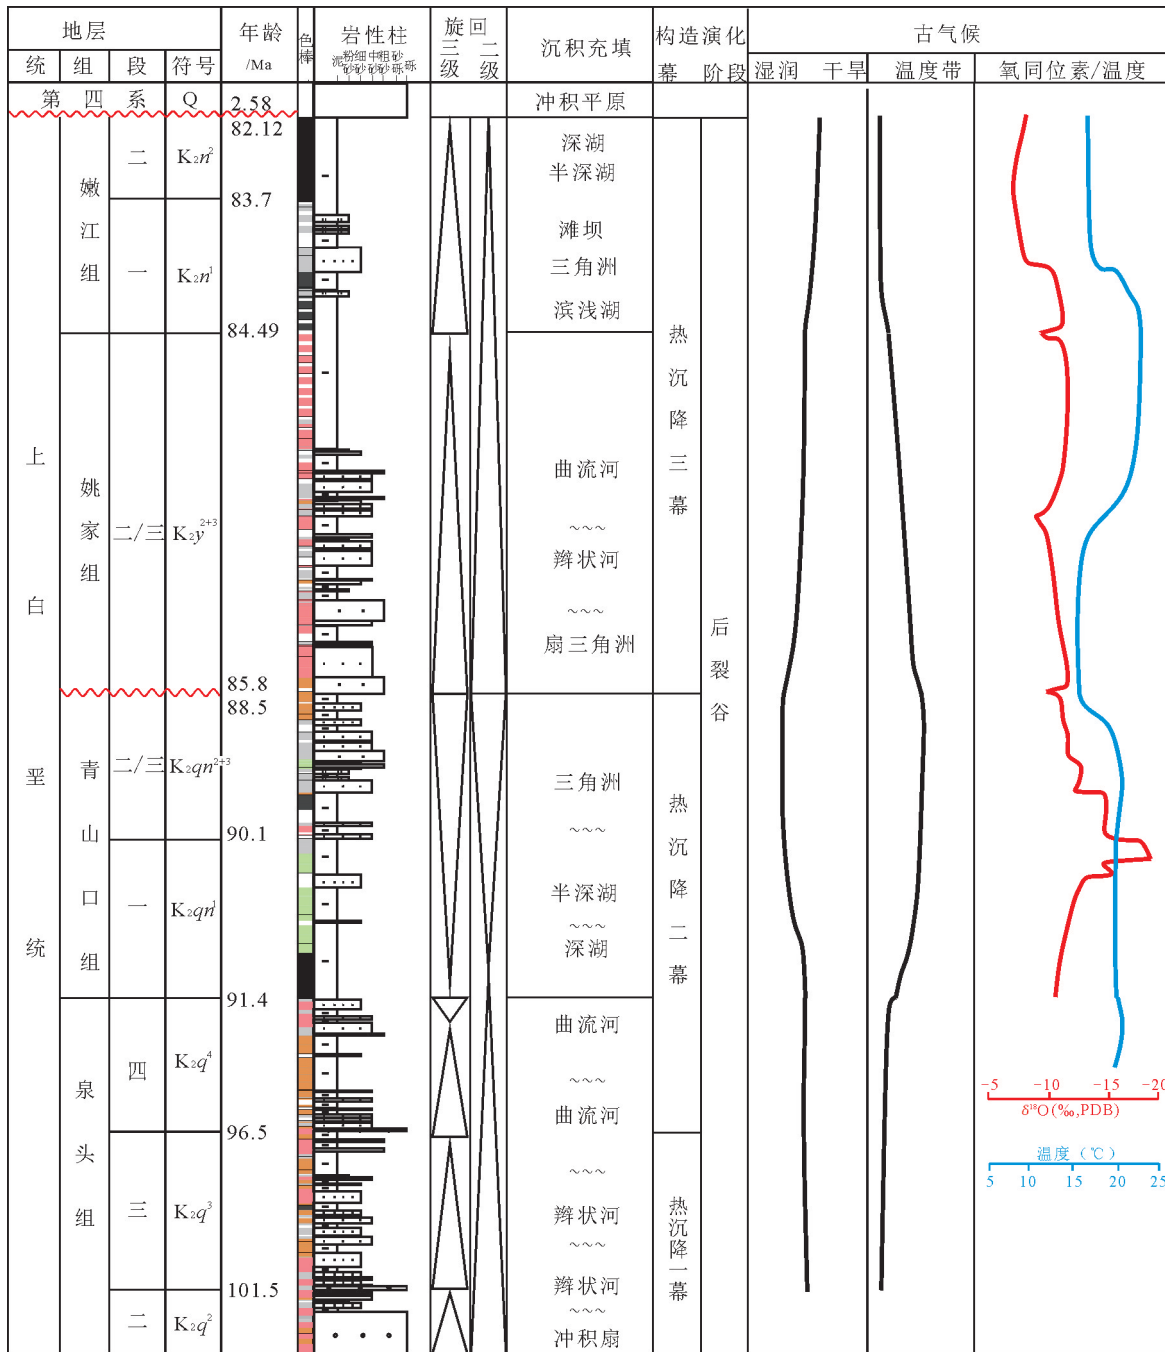 地层 年龄 色棒 岩性柱 旋回 沉积充填 构造演化 古气候
统 组 段 符号 /Ma 泥 粉砂 细砂 中砂 粗砂 砾砂 砾 三级 二级 幕 阶段 湿润 干旱 温度带 氧同位素/温度
第四系 Q 2.58 冲积平原
82.12
二 K₂n² 深湖
半深湖
83.7
嫩江组
滩坝
一 K₂n¹ 三角洲
滨浅湖
84.49
上白垩统
姚家组 二/三 K₂y²⁺³
热沉降三幕
曲流河
~~~
辫状河
~~~
扇三角洲
后裂谷
85.8
88.5
青山口组
二/三 K₂qn²⁺³ 三角洲
~~~
90.1
热沉降二幕
一 K₂qn¹ 半深湖
~~~
深湖
91.4
泉头组
曲流河
四 K₂q⁴
~~~
曲流河
96.5
~~~
三 K₂q³ 辫状河
~~~
辫状河
热沉降一幕
101.5
~~~
二 K₂q² 冲积扇
-5 -10 -15 -20
δ¹⁸O(‰,PDB)
温度（℃）
5 10 15 20 25